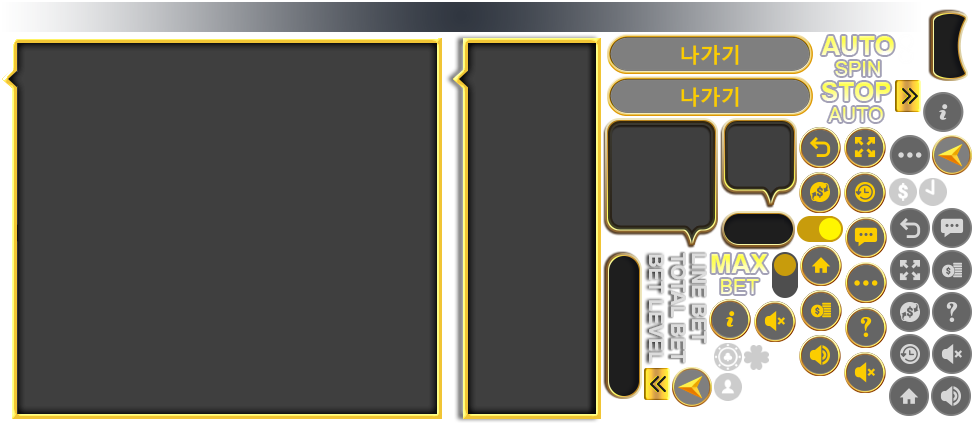 나가기
나가기
AUTO
SPIN
STOP
AUTO
MAX
BET
LINE BET
TOTAL BET
BET LEVEL